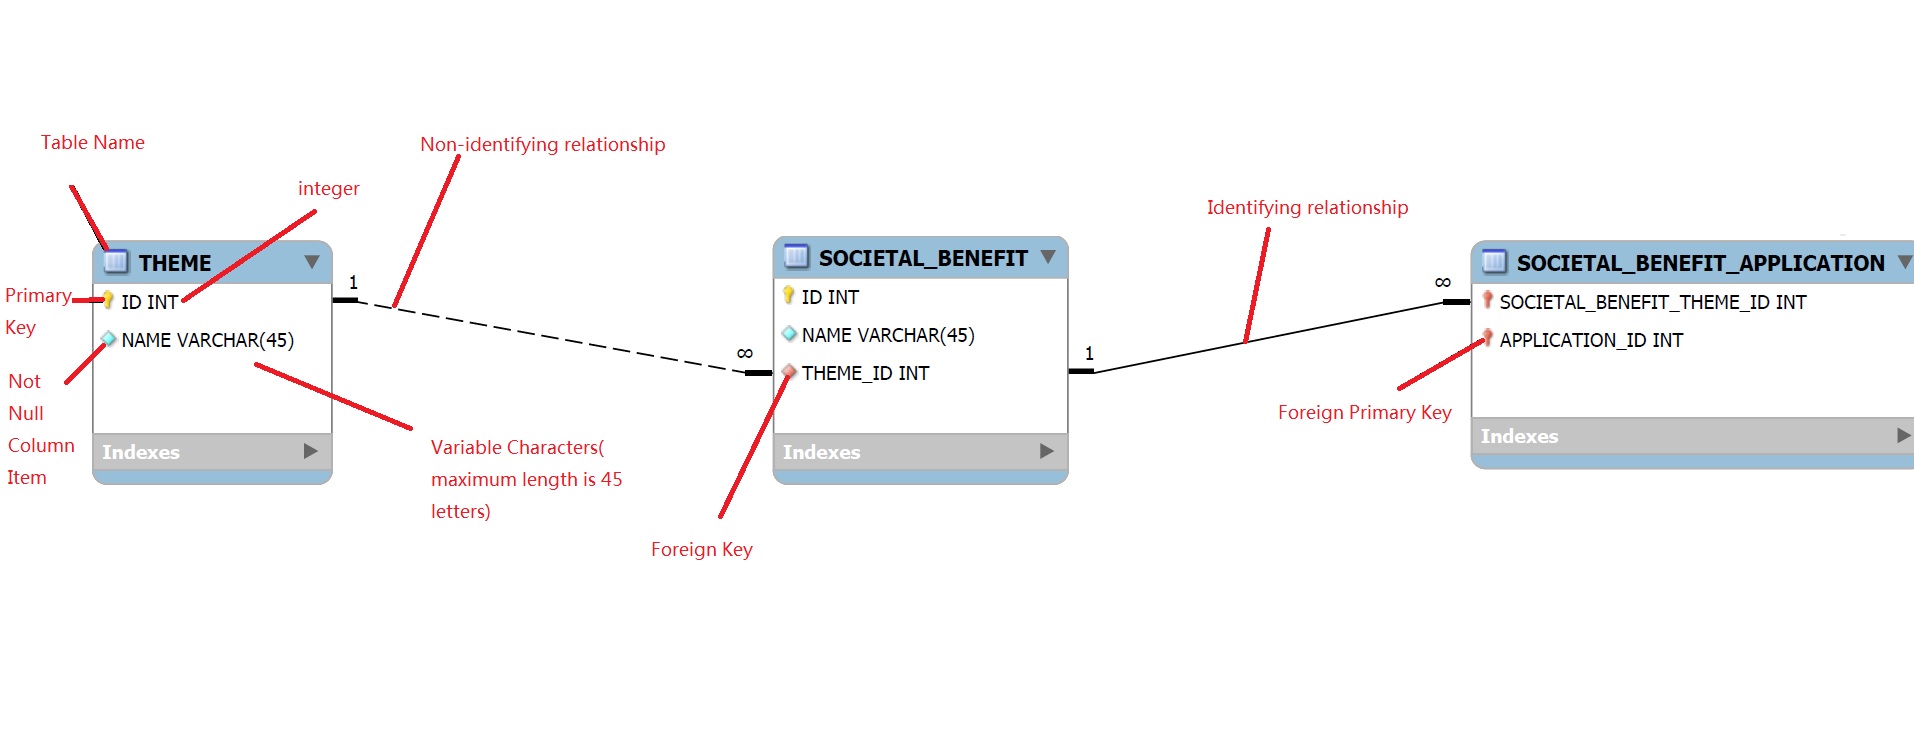 Table Name
Non-identifying relationship
integer
Identifying relationship
THEME
1
Primary
Key
ID INT
NAME VARCHAR(45)
Not
Null
Column
Item
Indexes
Variable Characters(
maximum length is 45
letters)
∞
SOCIETAL_BENEFIT
ID INT
NAME VARCHAR(45)
THEME_ID INT
Indexes
Foreign Key
1
∞
SOCIETAL_BENEFIT_APPLICATION
SOCIETAL_BENEFIT_THEME_ID INT
APPLICATION_ID INT
Foreign Primary Key
Indexes